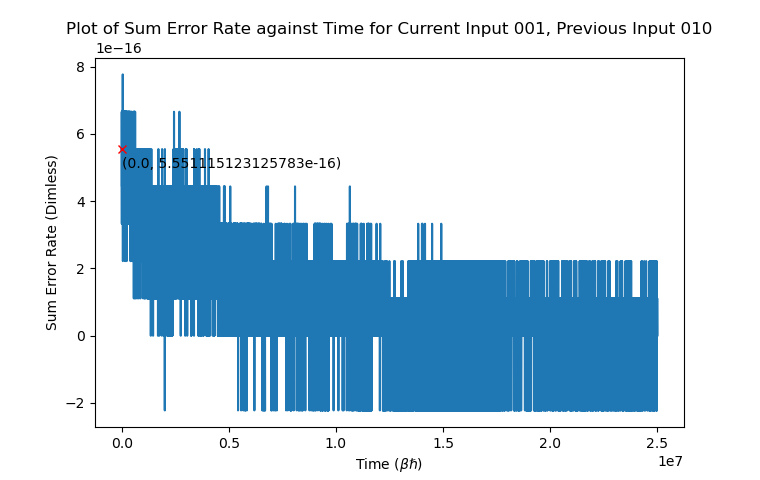 Plot of Sum Error Rate against Time for Current Input 001, Previous Input 010
1e−16
8
6
(0.0, 5.551115123125783e-16)
4
2
0
−2
Sum Error Rate (Dimless)
0.0 0.5 1.0 1.5 2.0 2.5
Time (βℏ)
1e7